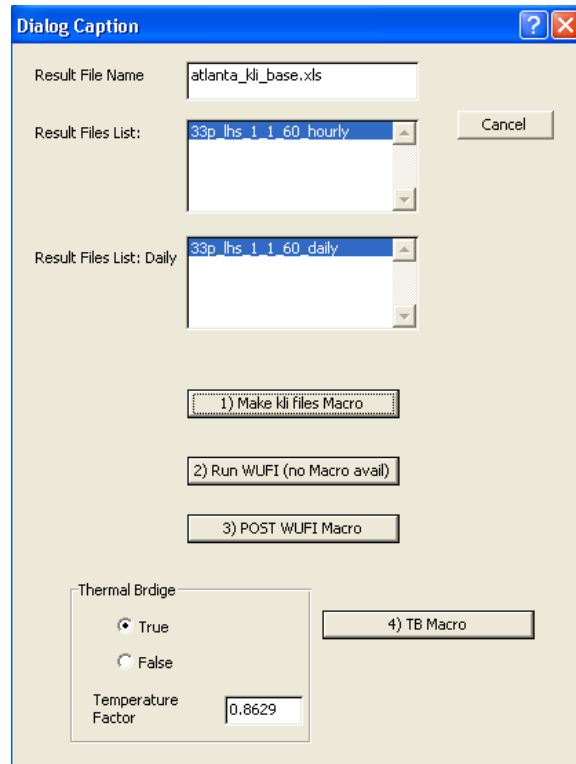 Dialog Caption
Result File Name
atlanta_kli_base.xls
Cancel
Result Files List:
33p_lhs_1_1_60_hourly
Result Files List: Daily
33p_lhs_1_1_60_daily
1) Make kli files Macro
2) Run WUFI (no Macro avail)
3) POST WUFI Macro
Thermal Brdige
True
4) TB Macro
False
Temperature
Factor
0.8629